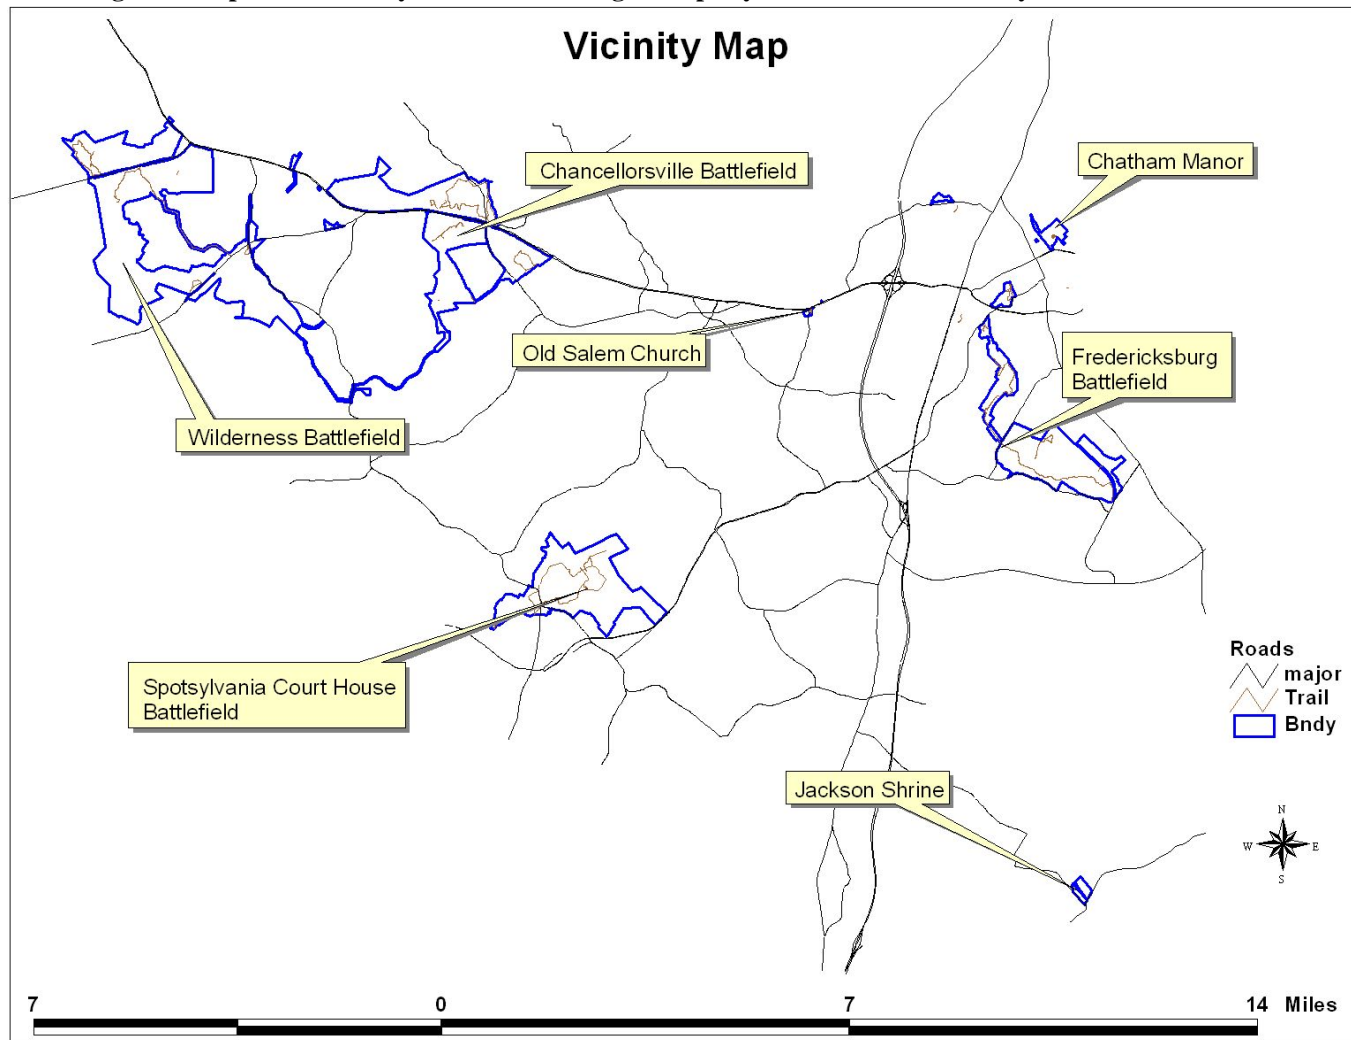 Vicinity Map
Chancellorsville Battlefield
Chatham Manor
Old Salem Church
Fredericksburg
Battlefield
Wilderness Battlefield
Spotsylvania Court House
Battlefield
Roads
major
Trail
Bndy
Jackson Shrine
N
W E
S
7 0 7 14 Miles